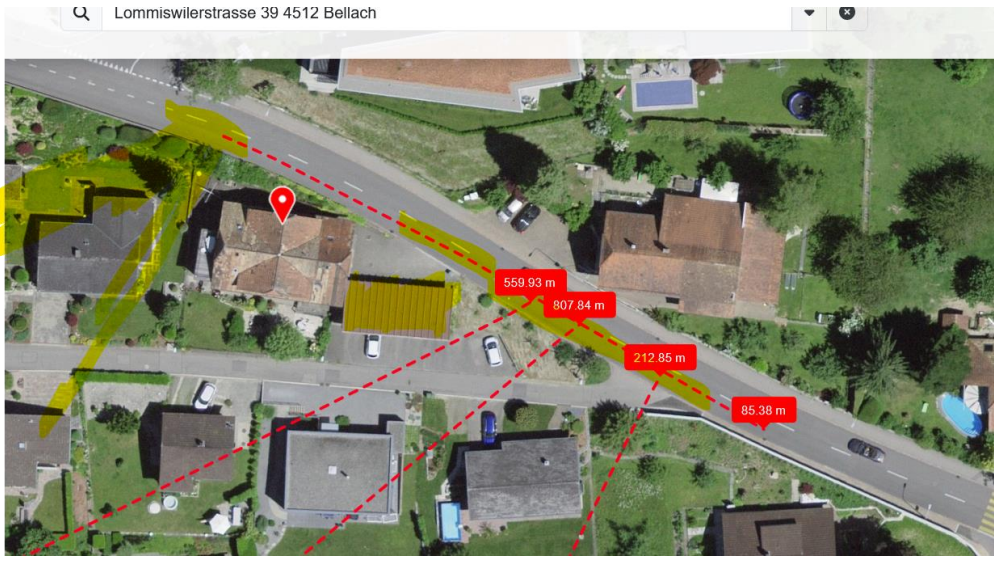 Lommiswilerstrasse 39 4512 Bellach
559.93 m
807.84 m
212.85 m
85.38 m